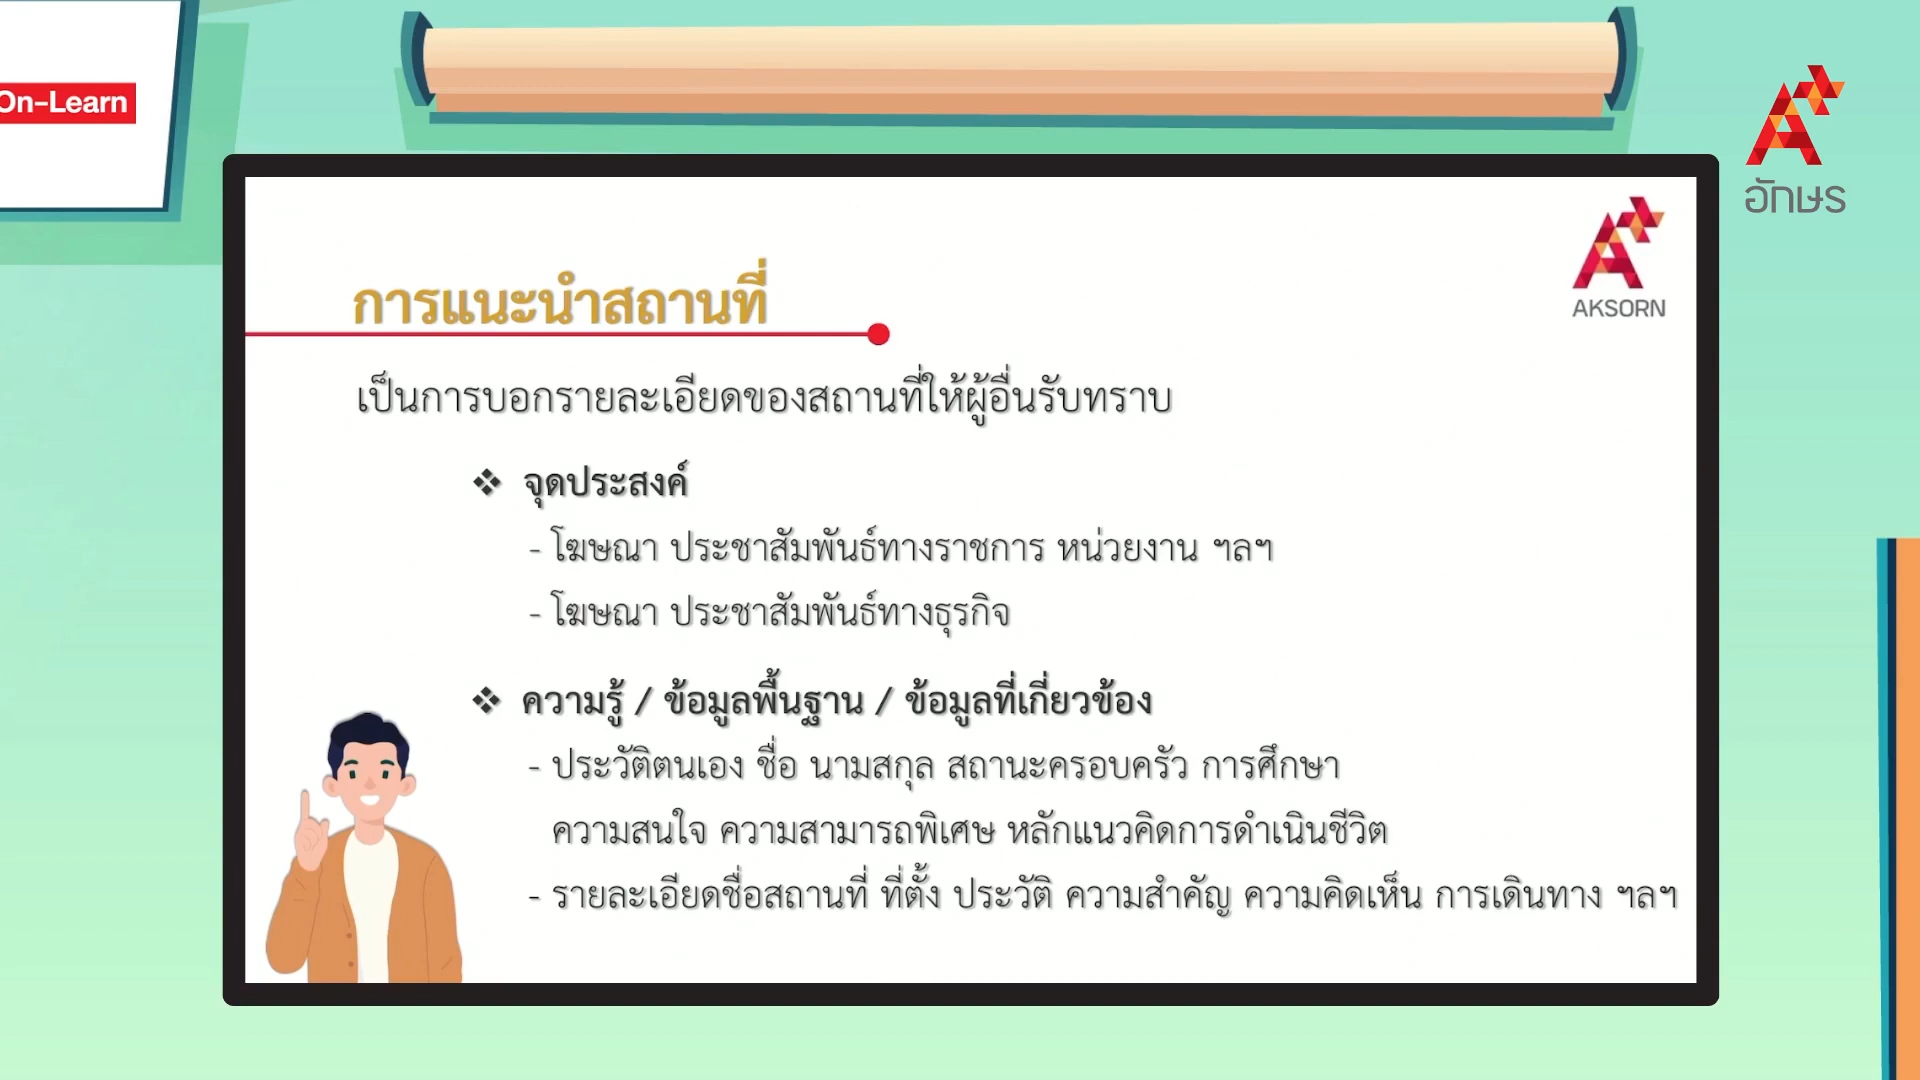 On-Learn
อักษร
AKSORN
การแนะนำสถานที่
เป็นการบอกรายละเอียดของสถานที่ให้ผู้อื่นรับทราบ
❖ จุดประสงค์
- โฆษณา ประชาสัมพันธ์ทางราชการ หน่วยงาน ฯลฯ
- โฆษณา ประชาสัมพันธ์ทางธุรกิจ
❖ ความรู้ / ข้อมูลพื้นฐาน / ข้อมูลที่เกี่ยวข้อง
- ประวัติตนเอง ชื่อ นามสกุล สถานะครอบครัว การศึกษา
ความสนใจ ความสามารถพิเศษ หลักแนวคิดการดำเนินชีวิต
- รายละเอียดชื่อสถานที่ ที่ตั้ง ประวัติ ความสำคัญ ความคิดเห็น การเดินทาง ฯลฯ